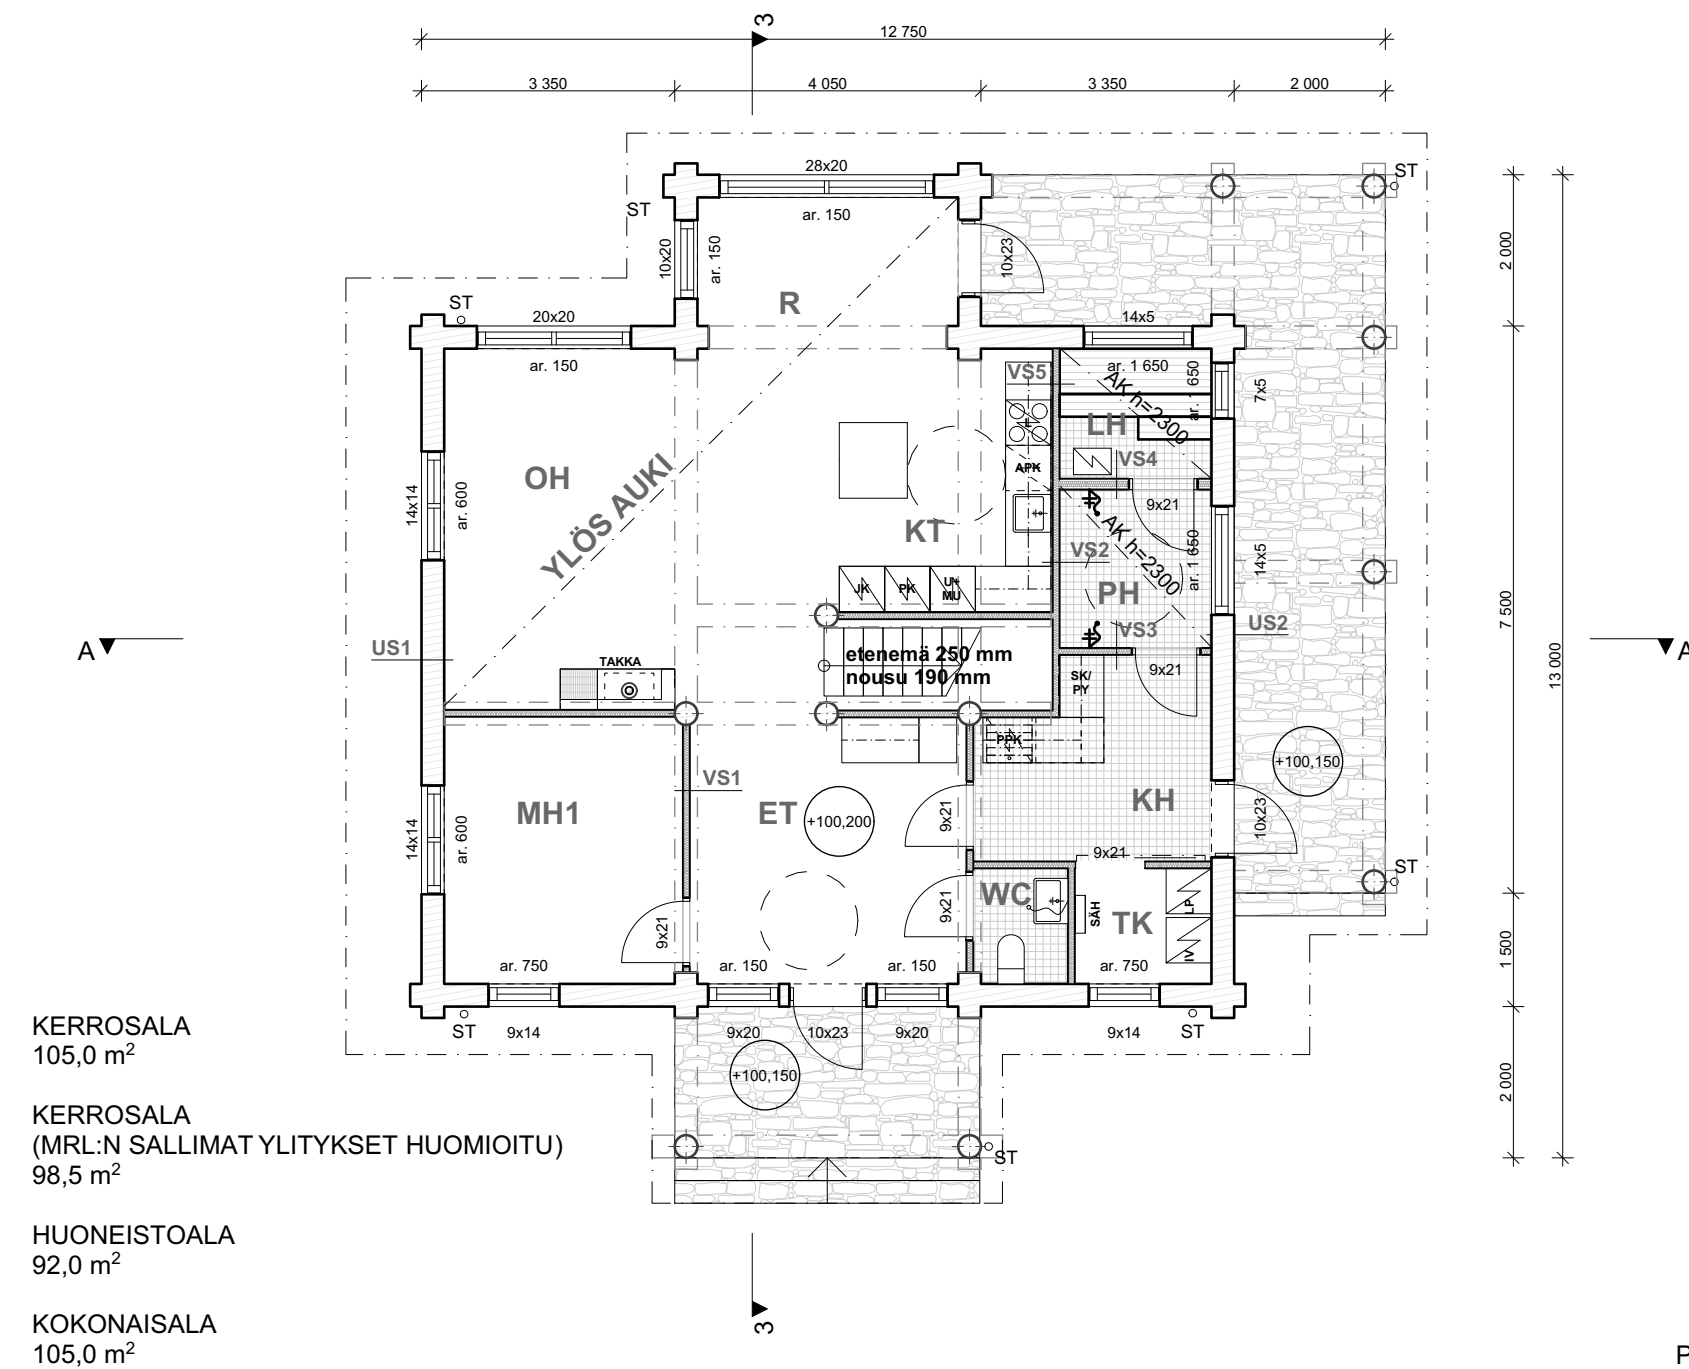 3
12 750
3 350
4 050
3 350
2 000
28x20
ST
ST
ar. 150
10x20
ar. 150
10x23
2 000
R
ST
20x20
14x5
ar. 150
VS5
ar. 1 650
ar. 1 650
7x5
AK h=2300
LH
L
APK
VS4
OH
14x14
ar. 600
YLÖS AUKI
KT
9x21
AK h=2300
VS2
ar. 1 650
14x5
PH
JK
PK
U+
MU
VS3
US2
7 500
13 000
A
A
US1
TAKKA
etenemä 250 mm
nousu 190 mm
SK/
PY
9x21
PPK
+100,150
VS1
MH1
ET
+100,200
KH
14x14
ar. 600
9x21
10x23
9x21
ST
WC
SÄH
TK
LP
IV
9x21
9x21
1 500
ar. 750
ar. 150
ar. 150
ar. 750
ST
9x14
9x20
10x23
9x20
9x14
ST
+100,150
2 000
ST
3
KERROSALA
105,0 m²
KERROSALA
(MRL:N SALLIMAT YLITYKSET HUOMIOITU)
98,5 m²
HUONEISTOALA
92,0 m²
KOKONAISALA
105,0 m²
P